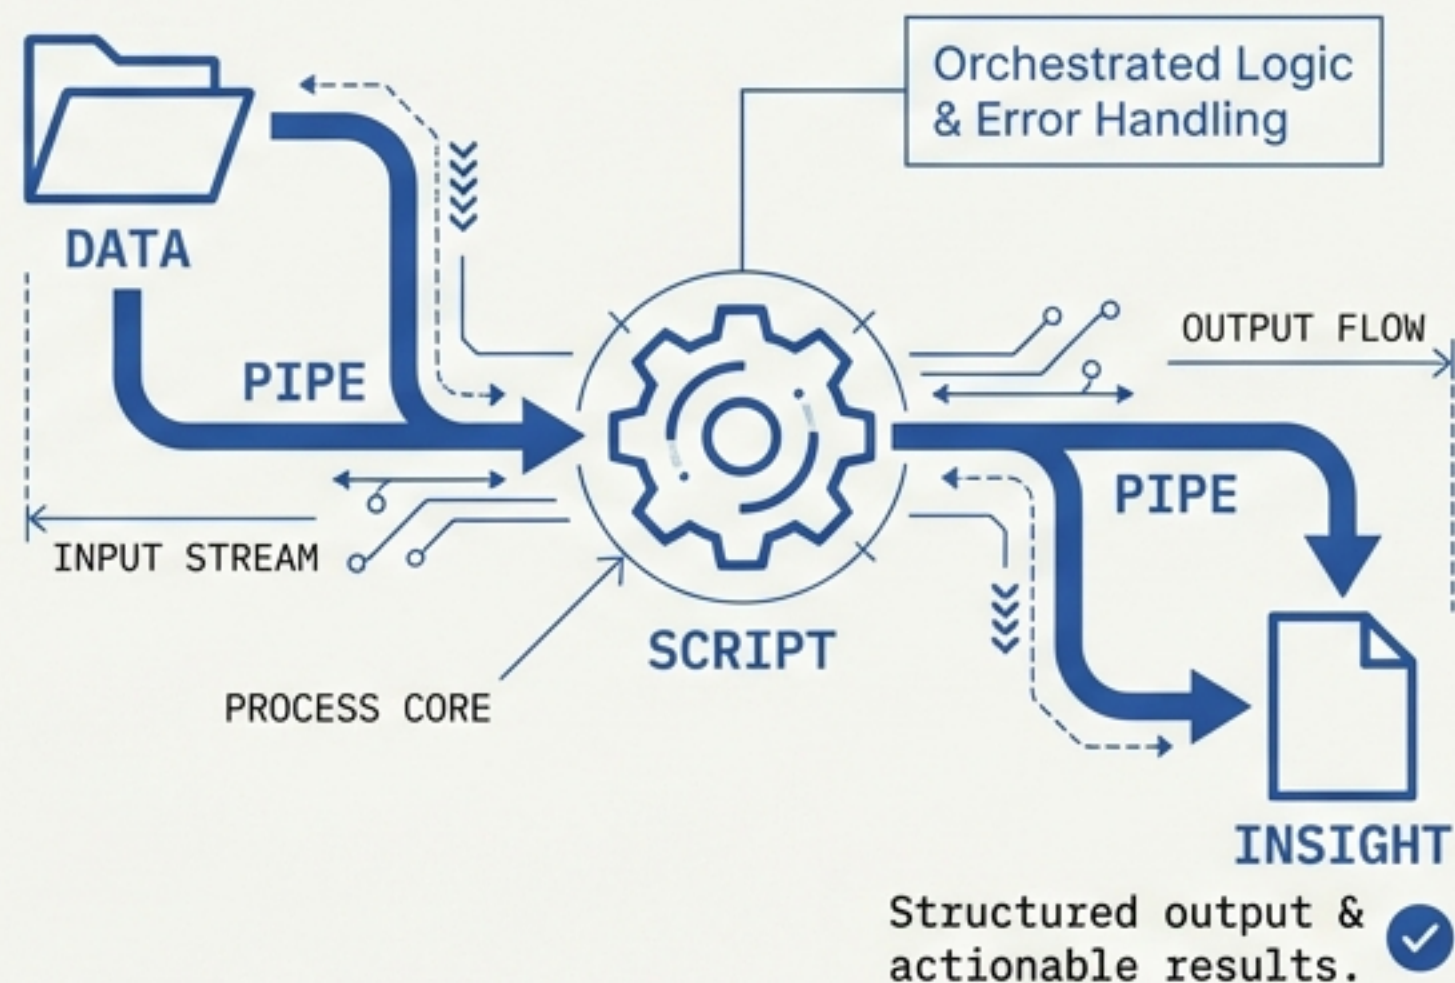 Orchestrated Logic
& Error Handling
DATA
PIPE
OUTPUT FLOW
PIPE
INPUT STREAM
SCRIPT
PROCESS CORE
INSIGHT
Structured output &
actionable results.